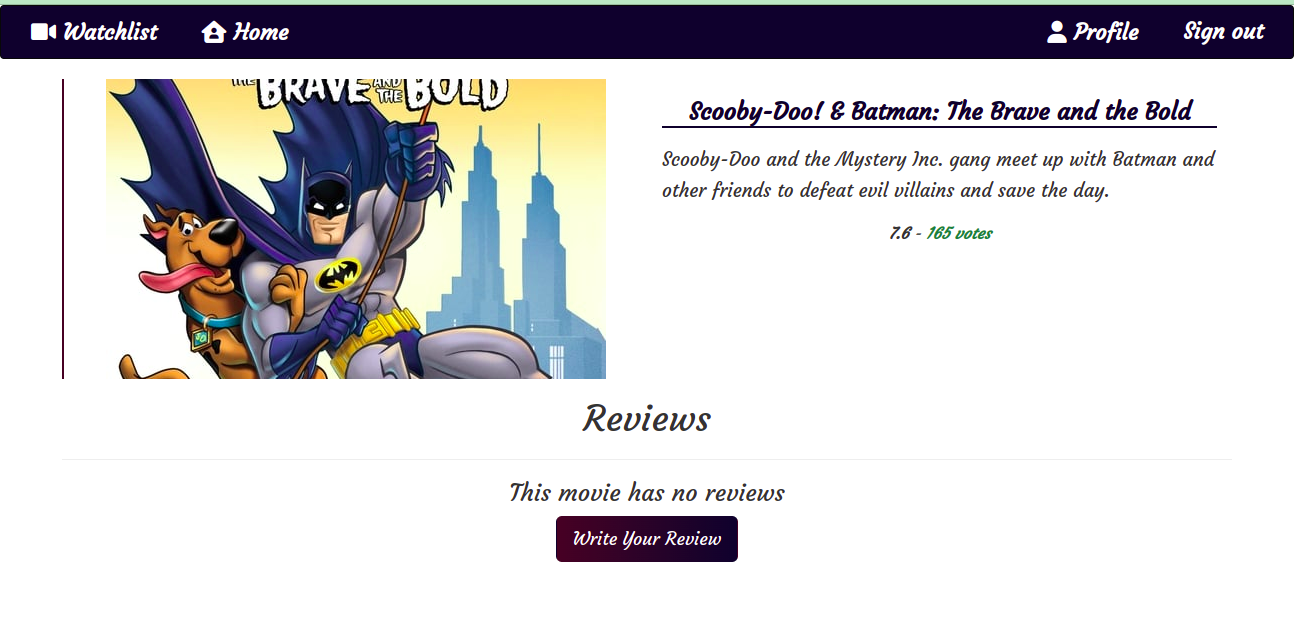 Watchlist Home Profile Sign out
THE BRAVE AND THE BOLD
Scooby-Doo! & Batman: The Brave and the Bold
Scooby-Doo and the Mystery Inc. gang meet up with Batman and
other friends to defeat evil villains and save the day.
7.6 - 165 votes
Reviews
This movie has no reviews
Write Your Review